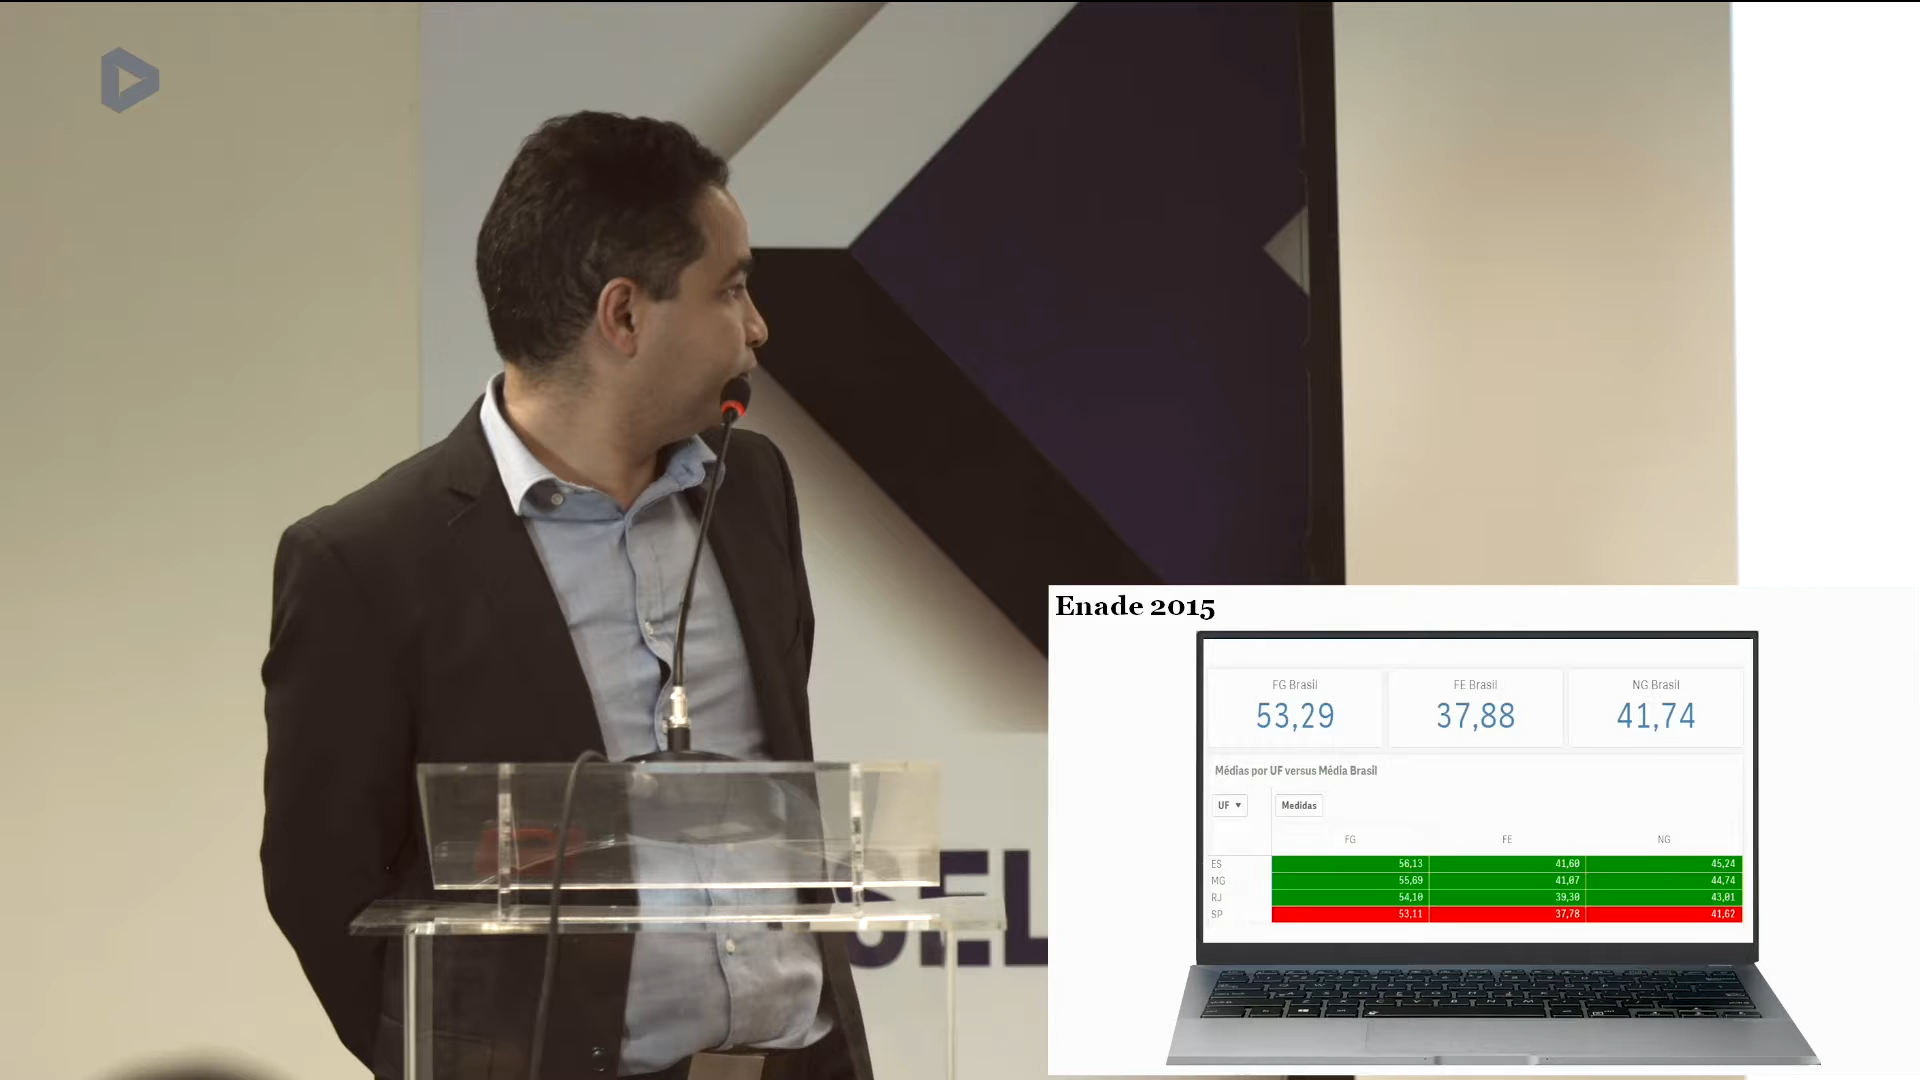 Enade 2015
FG Brasil FE Brasil NG Brasil
53,29 37,88 41,74
Médias por UF versus Média Brasil
UF Medidas
FG FE NG
ES 56,13 41,60 45,24
MG 55,69 41,07 44,74
RJ 54,10 39,30 43,01
SP 53,11 37,78 41,62
SEL